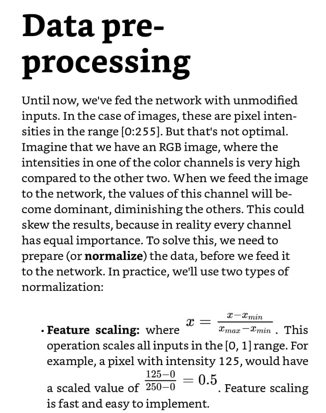 Data pre-
processing
Until now, we've fed the network with unmodified
inputs. In the case of images, these are pixel inten-
sities in the range [0:255]. But that's not optimal.
Imagine that we have an RGB image, where the
intensities in one of the color channels is very high
compared to the other two. When we feed the image
to the network, the values of this channel will be-
come dominant, diminishing the others. This could
skew the results, because in reality every channel
has equal importance. To solve this, we need to
prepare (or normalize) the data, before we feed it
to the network. In practice, we'll use two types of
normalization:
• Feature scaling: where x = \frac{x-x_{min}}{x_{max}-x_{min}} . This
operation scales all inputs in the [0, 1] range. For
example, a pixel with intensity 125, would have
a scaled value of \frac{125-0}{250-0} = 0.5 . Feature scaling
is fast and easy to implement.